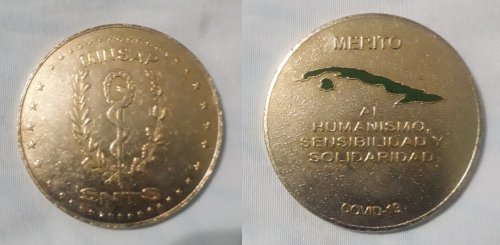 MINSAP
SNTS
MERITO
Al
HUMANISMO,
SENSIBILIDAD Y
SOLIDARIDAD
COVID-19